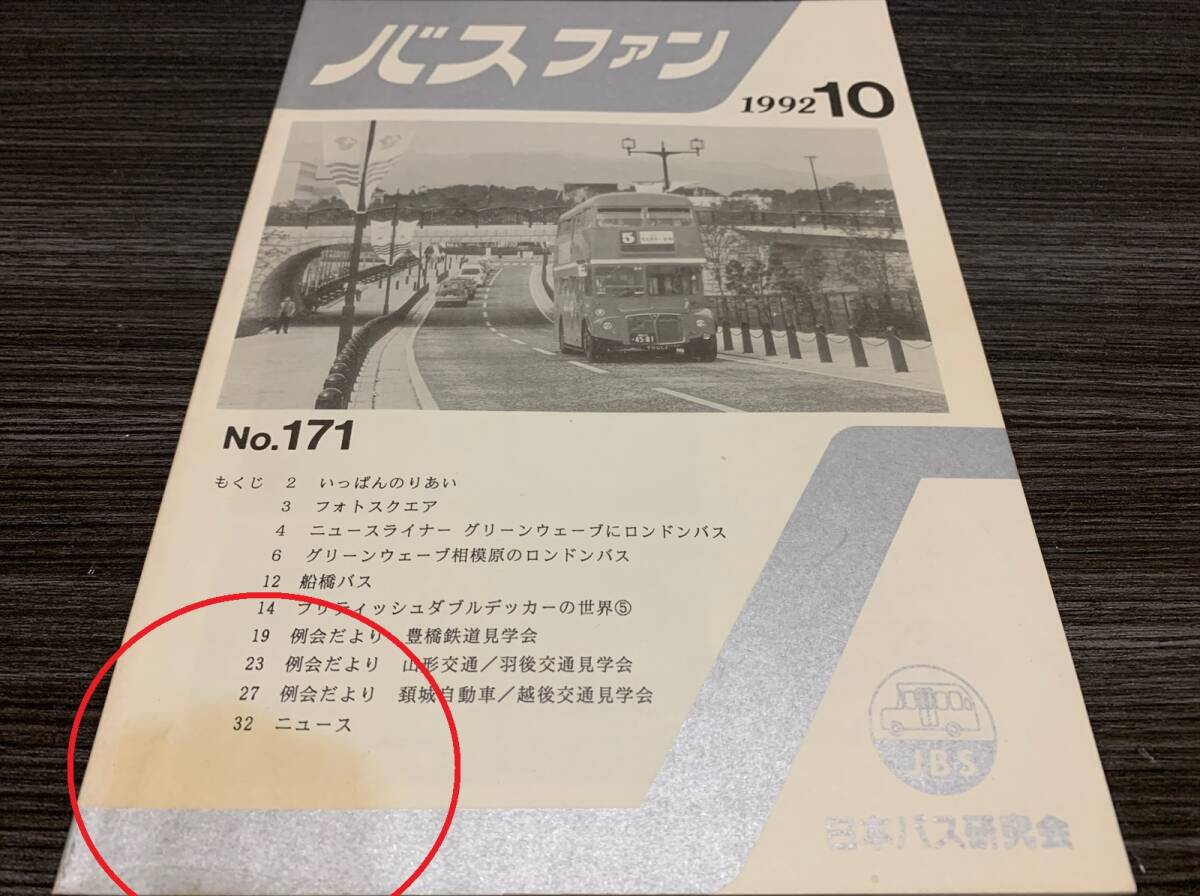 バスファン
1992 10
5
45-81
No.171
もくじ 2 いっぱんのりあい
3 フォトスクエア
4 ニュースライナー グリーンウェーブにロンドンバス
6 グリーンウェーブ相模原のロンドンバス
12 船橋バス
14 ブリティッシュダブルデッカーの世界⑤
19 例会だより 豊橋鉄道見学会
23 例会だより 山形交通／羽後交通見学会
27 例会だより 頚城自動車／越後交通見学会
32 ニュース
JBS
日本バス研究会